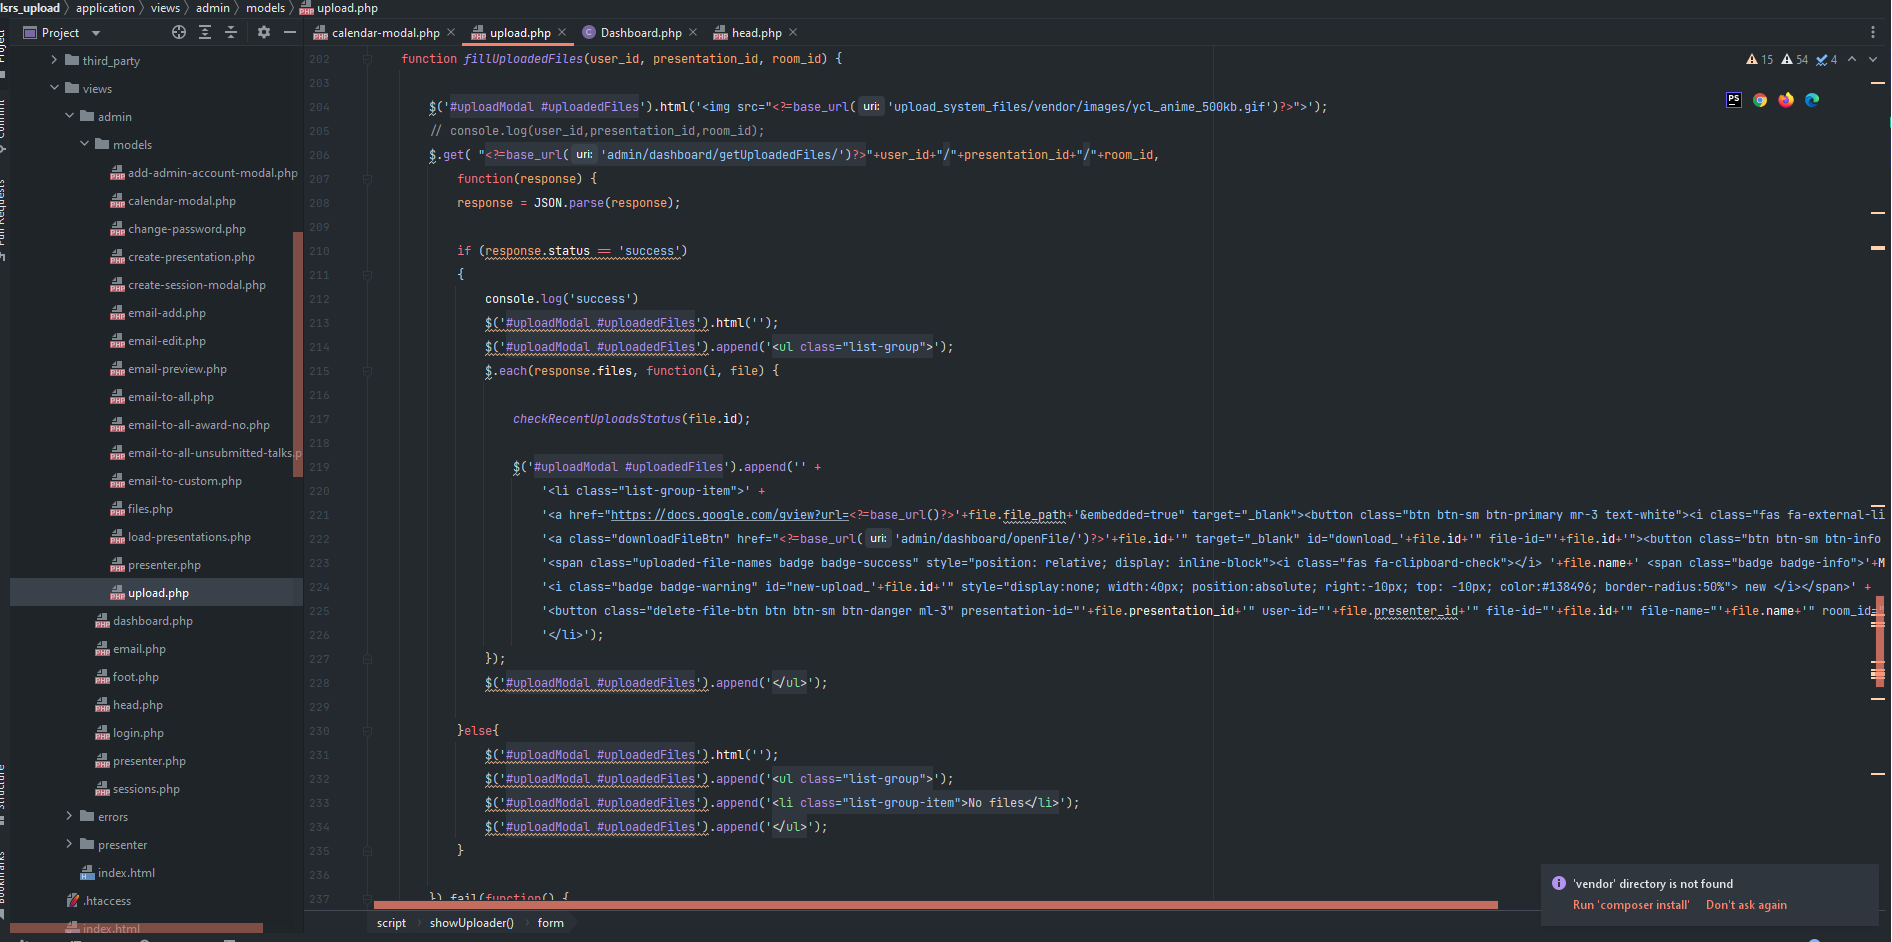 lsrs_upload 〉 application 〉 views 〉 admin 〉 models 〉 upload.php
Project
calendar-modal.php
upload.php
Dashboard.php
head.php
third_party
views
admin
models
add-admin-account-modal.php
calendar-modal.php
change-password.php
create-presentation.php
create-session-modal.php
email-add.php
email-edit.php
email-preview.php
email-to-all.php
email-to-all-award-no.php
email-to-all-unsubmitted-talks.p
email-to-custom.php
files.php
load-presentations.php
presenter.php
upload.php
dashboard.php
email.php
foot.php
head.php
login.php
presenter.php
sessions.php
errors
presenter
index.html
.htaccess
index.html
15 54 4
202 function fillUploadedFiles(user_id, presentation_id, room_id) {
203
204 $('#uploadModal #uploadedFiles').html('<img src="<?=base_url( uri: 'upload_system_files/vendor/images/ycl_anime_500kb.gif')?>">');
205 // console.log(user_id,presentation_id,room_id);
206 $.get( "<?=base_url( uri: 'admin/dashboard/getUploadedFiles/')?>"+user_id+"/"+presentation_id+"/"+room_id,
207 function(response) {
208 response = JSON.parse(response);
209
210 if (response.status == 'success')
211 {
212 console.log('success')
213 $('#uploadModal #uploadedFiles').html('');
214 $('#uploadModal #uploadedFiles').append('<ul class="list-group">');
215 $.each(response.files, function(i, file) {
216
217 checkRecentUploadsStatus(file.id);
218
219 $('#uploadModal #uploadedFiles').append('' +
220 '<li class="list-group-item">' +
221 '<a href="https://docs.google.com/gview?url=<?=base_url()?>'+file.file_path+'&embedded=true" target="_blank"><button class="btn btn-sm btn-primary mr-3 text-white"><i class="fas fa-external-li
222 '<a class="downloadFileBtn" href="<?=base_url( uri: 'admin/dashboard/openFile/')?>'+file.id+'" target="_blank" id="download_'+file.id+'" file-id="'+file.id+'"><button class="btn btn-sm btn-info
223 '<span class="uploaded-file-names badge badge-success" style="position: relative; display: inline-block"><i class="fas fa-clipboard-check"></i> '+file.name+' <span class="badge badge-info">'+M
224 '<i class="badge badge-warning" id="new-upload_'+file.id+'" style="display:none; width:40px; position:absolute; right:-10px; top: -10px; color:#138496; border-radius:50%"> new </i></span>' +
225 '<button class="delete-file-btn btn btn-sm btn-danger ml-3" presentation-id="'+file.presentation_id+'" user-id="'+file.presenter_id+'" file-id="'+file.id+'" file-name="'+file.name+'" room_id="
226 '</li>');
227 });
228 $('#uploadModal #uploadedFiles').append('</ul>');
229
230 }else{
231 $('#uploadModal #uploadedFiles').html('');
232 $('#uploadModal #uploadedFiles').append('<ul class="list-group">');
233 $('#uploadModal #uploadedFiles').append('<li class="list-group-item">No files</li>');
234 $('#uploadModal #uploadedFiles').append('</ul>');
235 }
236
237 }).fail(function() {
script 〉 showUploader() 〉 form
'vendor' directory is not found
Run 'composer install' Don't ask again